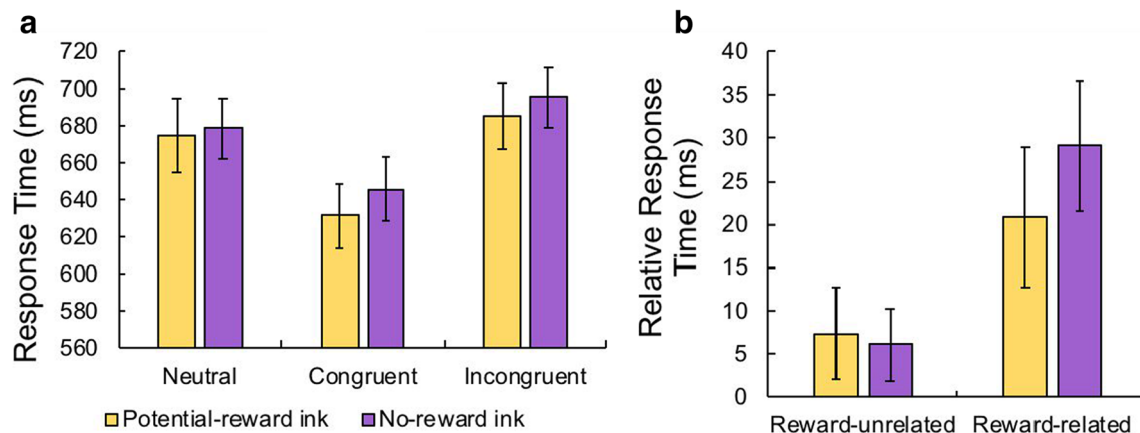 a
720
700
680
660
640
620
600
580
560
Response Time (ms)
Neutral Congruent Incongruent
Potential-reward ink No-reward ink
b
40
35
30
25
20
15
10
5
0
Relative Response
Time (ms)
Reward-unrelated Reward-related